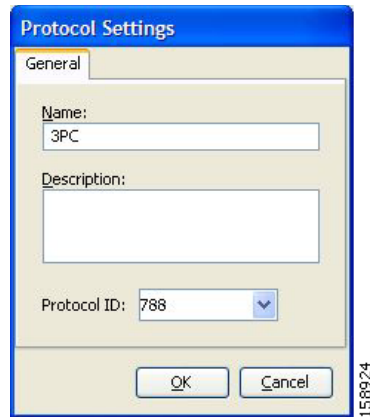 Protocol Settings
General
Name:
3PC
Description:
Protocol ID: 788
OK Cancel
158924